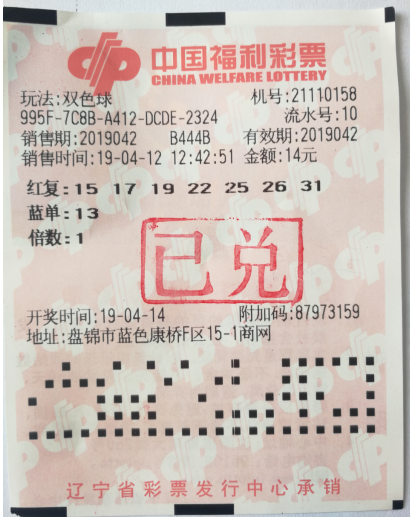 中国福利彩票
CHINA WELFARE LOTTERY
玩法:双色球 机号:21110158
995F-7C8B-A412-DCDE-2324 流水号:10
销售期:2019042 B444B 有效期:2019042
销售时间:19-04-12 12:42:51 金额:14元
红复:15 17 19 22 25 26 31
蓝单:13
倍数:1
已兑
开奖时间:19-04-14 附加码:87973159
地址:盘锦市蓝色康桥F区15-1商网
辽宁省彩票发行中心承销